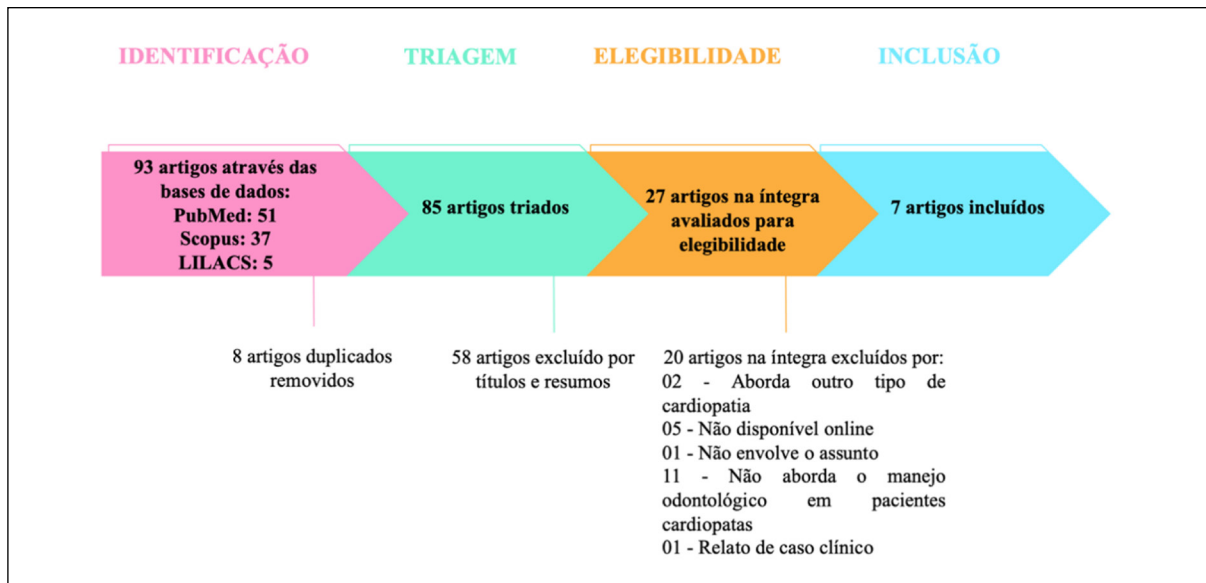 IDENTIFICAÇÃO
TRIAGEM
ELEGIBILIDADE
INCLUSÃO
93 artigos através das
bases de dados:
PubMed: 51
Scopus: 37
LILACS: 5
85 artigos triados
27 artigos na íntegra
avaliados para
elegibilidade
7 artigos incluídos
8 artigos duplicados
removidos
58 artigos excluído por
títulos e resumos
20 artigos na íntegra excluídos por:
02 - Aborda outro tipo de
cardiopatia
05 - Não disponível online
01 - Não envolve o assunto
11 - Não aborda o manejo
odontológico em pacientes
cardiopatas
01 - Relato de caso clínico